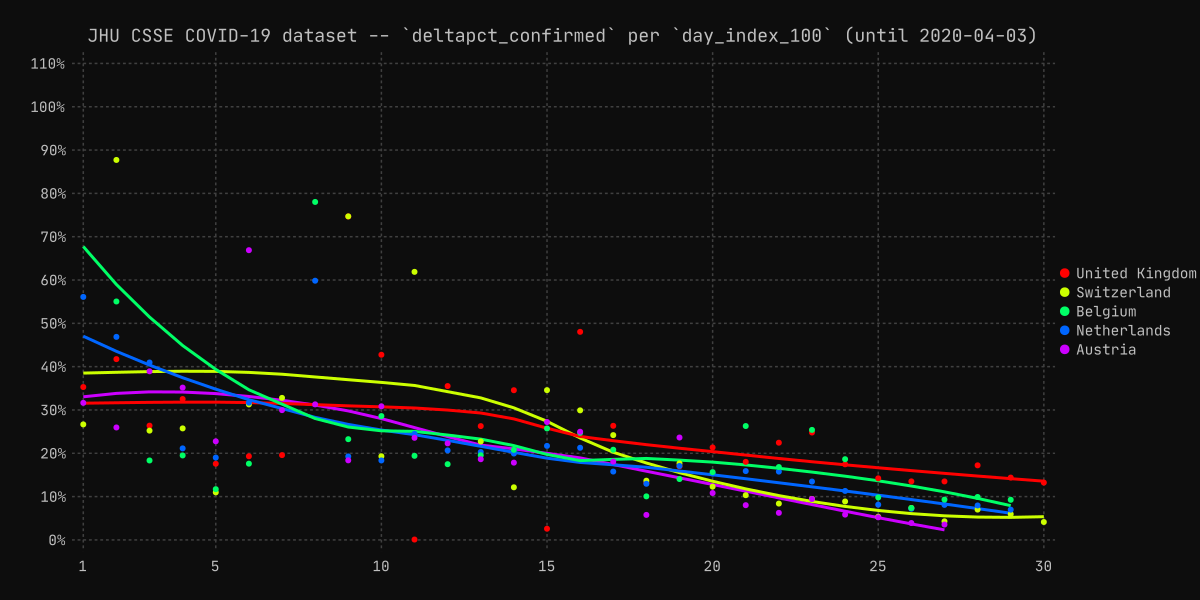 JHU CSSE COVID-19 dataset -- `deltapct_confirmed` per `day_index_100` (until 2020-04-03)
110%
100%
90%
80%
70%
60%
50%
40%
30%
20%
10%
0%
1 5 10 15 20 25 30
United Kingdom
Switzerland
Belgium
Netherlands
Austria